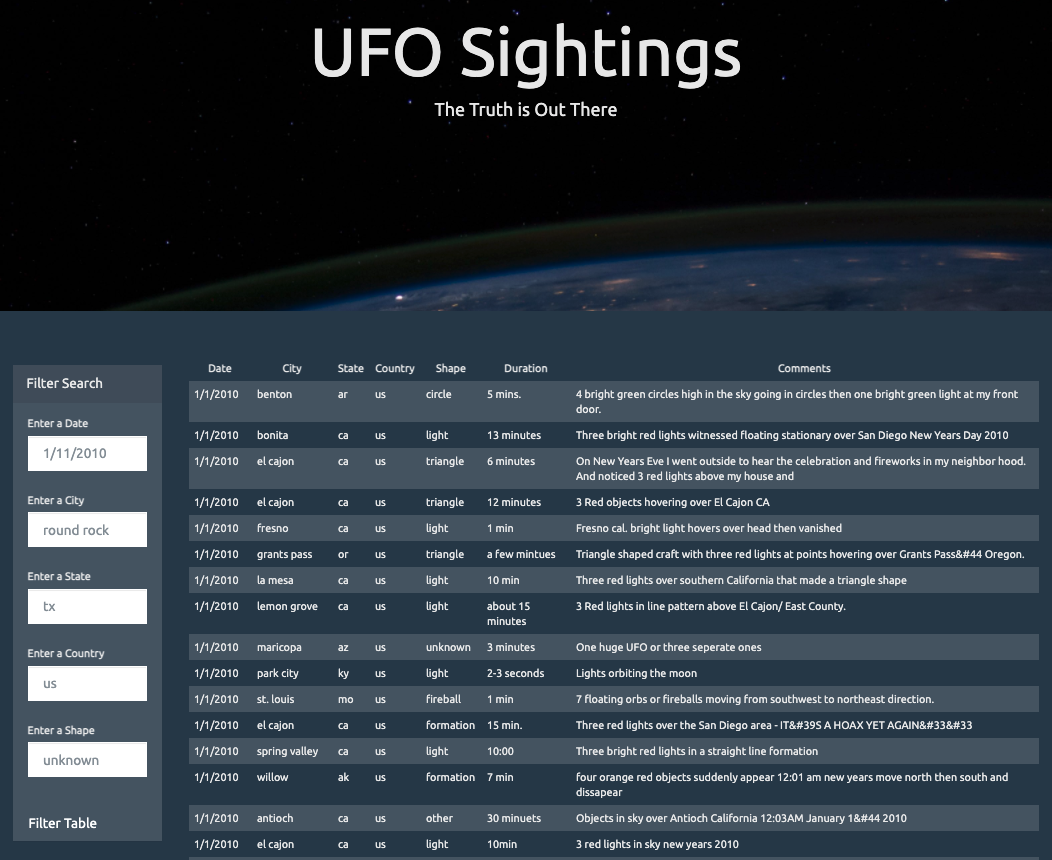 UFO Sightings
The Truth is Out There
Filter Search
Enter a Date
1/11/2010
Enter a City
round rock
Enter a State
tx
Enter a Country
us
Enter a Shape
unknown
Filter Table
Date City State Country Shape Duration Comments
1/1/2010 benton ar us circle 5 mins. 4 bright green circles high in the sky going in circles then one bright green light at my front
door.
1/1/2010 bonita ca us light 13 minutes Three bright red lights witnessed floating stationary over San Diego New Years Day 2010
1/1/2010 el cajon ca us triangle 6 minutes On New Years Eve I went outside to hear the celebration and fireworks in my neighbor hood.
And noticed 3 red lights above my house and
1/1/2010 el cajon ca us triangle 12 minutes 3 Red objects hovering over El Cajon CA
1/1/2010 fresno ca us light 1 min Fresno cal. bright light hovers over head then vanished
1/1/2010 grants pass or us triangle a few mintues Triangle shaped craft with three red lights at points hovering over Grants Pass&#44 Oregon.
1/1/2010 la mesa ca us light 10 min Three red lights over southern California that made a triangle shape
1/1/2010 lemon grove ca us light about 15 3 Red lights in line pattern above El Cajon/ East County.
minutes
1/1/2010 maricopa az us unknown 3 minutes One huge UFO or three seperate ones
1/1/2010 park city ky us light 2-3 seconds Lights orbiting the moon
1/1/2010 st. louis mo us fireball 1 min 7 floating orbs or fireballs moving from southwest to northeast direction.
1/1/2010 el cajon ca us formation 15 min. Three red lights over the San Diego area - IT&#39S A HOAX YET AGAIN&#33&#33
1/1/2010 spring valley ca us light 10:00 Three bright red lights in a straight line formation
1/1/2010 willow ak us formation 7 min four orange red objects suddenly appear 12:01 am new years move north then south and
dissapear
1/1/2010 antioch ca us other 30 minuets Objects in sky over Antioch California 12:03AM January 1&#44 2010
1/1/2010 el cajon ca us light 10min 3 red lights in sky new years 2010